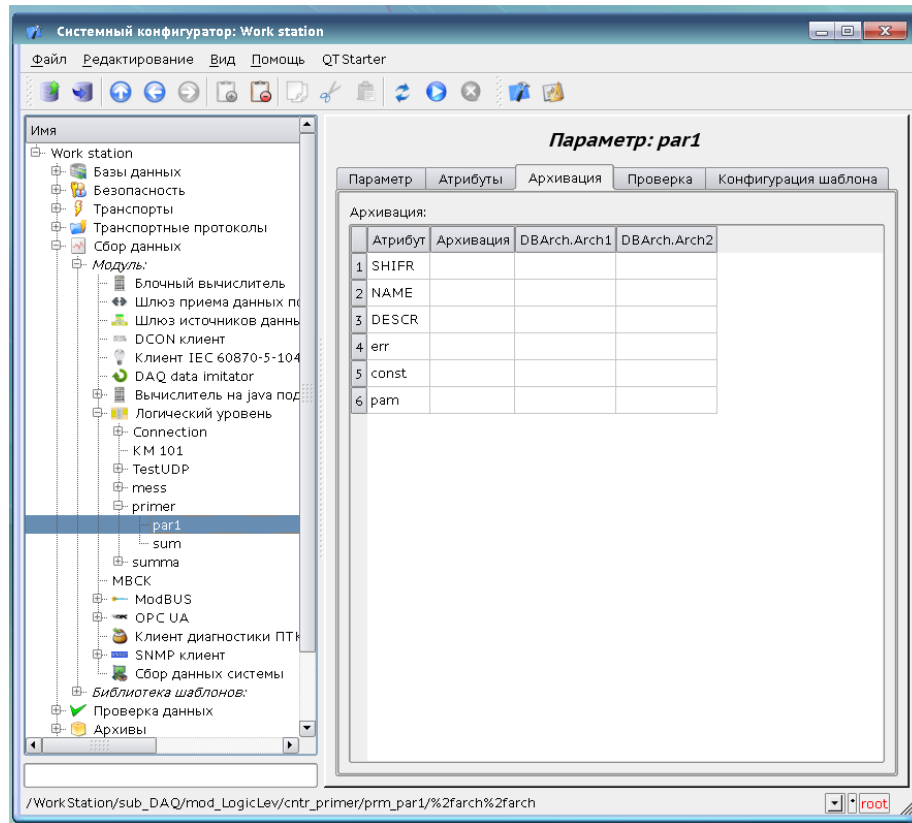 Системный конфигуратор: Work station
Файл Редактирование Вид Помощь QTStarter
Имя
Work station
Базы данных
Безопасность
Транспорты
Транспортные протоколы
Сбор данных
Модуль:
Блочный вычислитель
Шлюз приема данных по
Шлюз источников даннь
DCON клиент
Клиент IEC 60870-5-104
DAQ data imitator
Вычислитель на java под
Логический уровень
Connection
KM 101
TestUDP
mess
primer
par1
sum
summa
МВСК
ModBUS
OPC UA
Клиент диагностики ПТК
SNMP клиент
Сбор данных системы
Библиотека шаблонов:
Проверка данных
Архивы
Параметр: par1
Параметр Атрибуты Архивация Проверка Конфигурация шаблона
Архивация:
Атрибут Архивация DBArch.Arch1 DBArch.Arch2
1 SHIFR
2 NAME
3 DESCR
4 err
5 const
6 pam
/WorkStation/sub_DAQ/mod_LogicLev/cntr_primer/prm_par1/%2farch%2farch
root